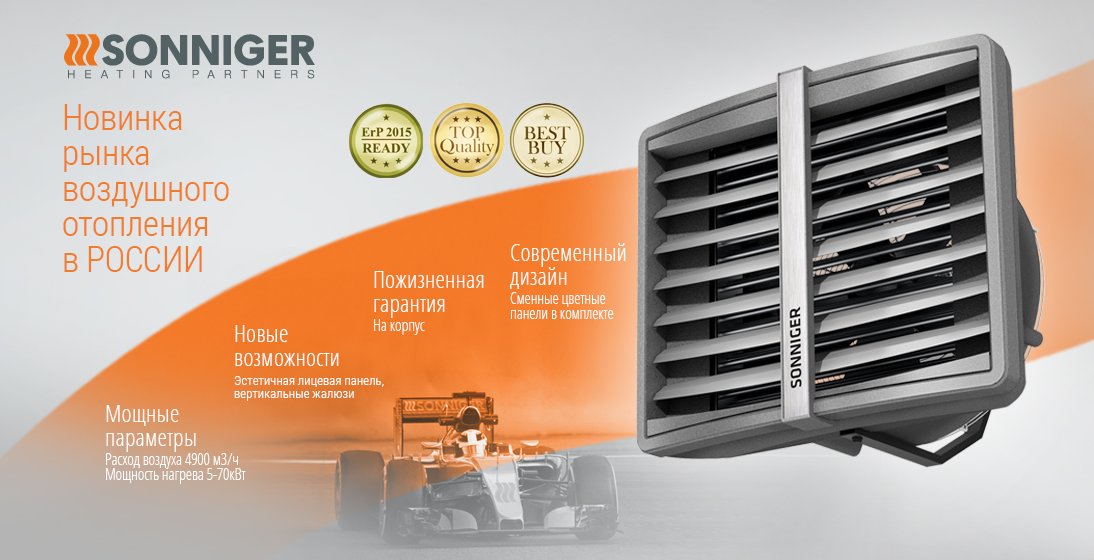 SONNIGER
HEATING PARTNERS
Новинка
рынка
воздушного
отопления
в РОССИИ
ErP 2015
READY
TOP
Quality
BEST
BUY
Современный
дизайн
Сменные цветные
панели в комплекте
Пожизненная
гарантия
На корпус
Новые
возможности
Эстетичная лицевая панель,
вертикальные жалюзи
Мощные
параметры
Расход воздуха 4900 м3/ч
Мощность нагрева 5-70кВт
SONNIGER
SONNIGER